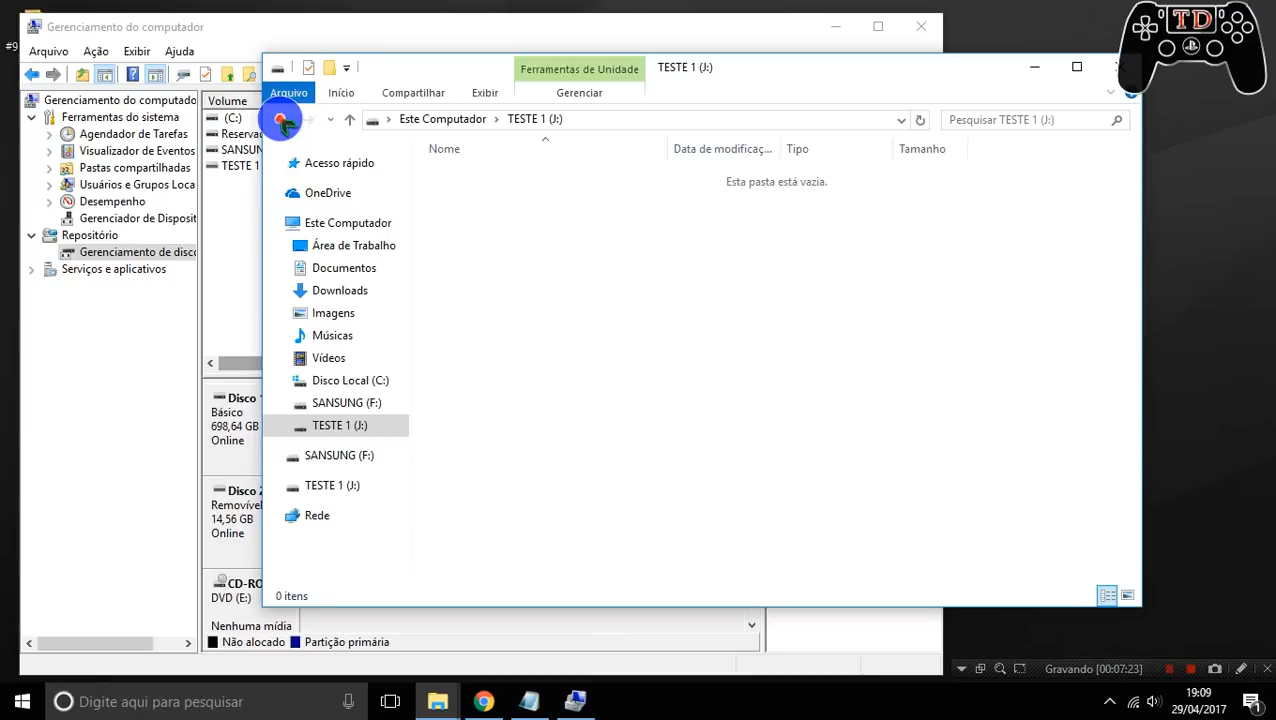 Gerenciamento do computador
Arquivo Ação Exibir Ajuda
#9
TD
Gerenciamento do computado
Ferramentas do sistema
Agendador de Tarefas
Visualizador de Eventos
Pastas compartilhadas
Usuários e Grupos Loca
Desempenho
Gerenciador de Disposit
Repositório
Gerenciamento de disco
Serviços e aplicativos
Volume
(C:)
Reserva
SANSUN
TESTE 1
Disco
Básico
698,64 GB
Online
Disco 2
Removível
14,56 GB
Online
CD-RO
DVD (E:)
Nenhuma mídia
Não alocado Partição primária
Ferramentas de Unidade TESTE 1 (J:)
Arquivo Início Compartilhar Exibir Gerenciar
Este Computador TESTE 1 (J:)
Pesquisar TESTE 1 (J:)
Nome Data de modificaç... Tipo Tamanho
Esta pasta está vazia.
Acesso rápido
OneDrive
Este Computador
Área de Trabalho
Documentos
Downloads
Imagens
Músicas
Vídeos
Disco Local (C:)
SANSUNG (F:)
TESTE 1 (J:)
SANSUNG (F:)
TESTE 1 (J:)
Rede
0 itens
Gravando [00:07:23]
Digite aqui para pesquisar
19:09
29/04/2017
1